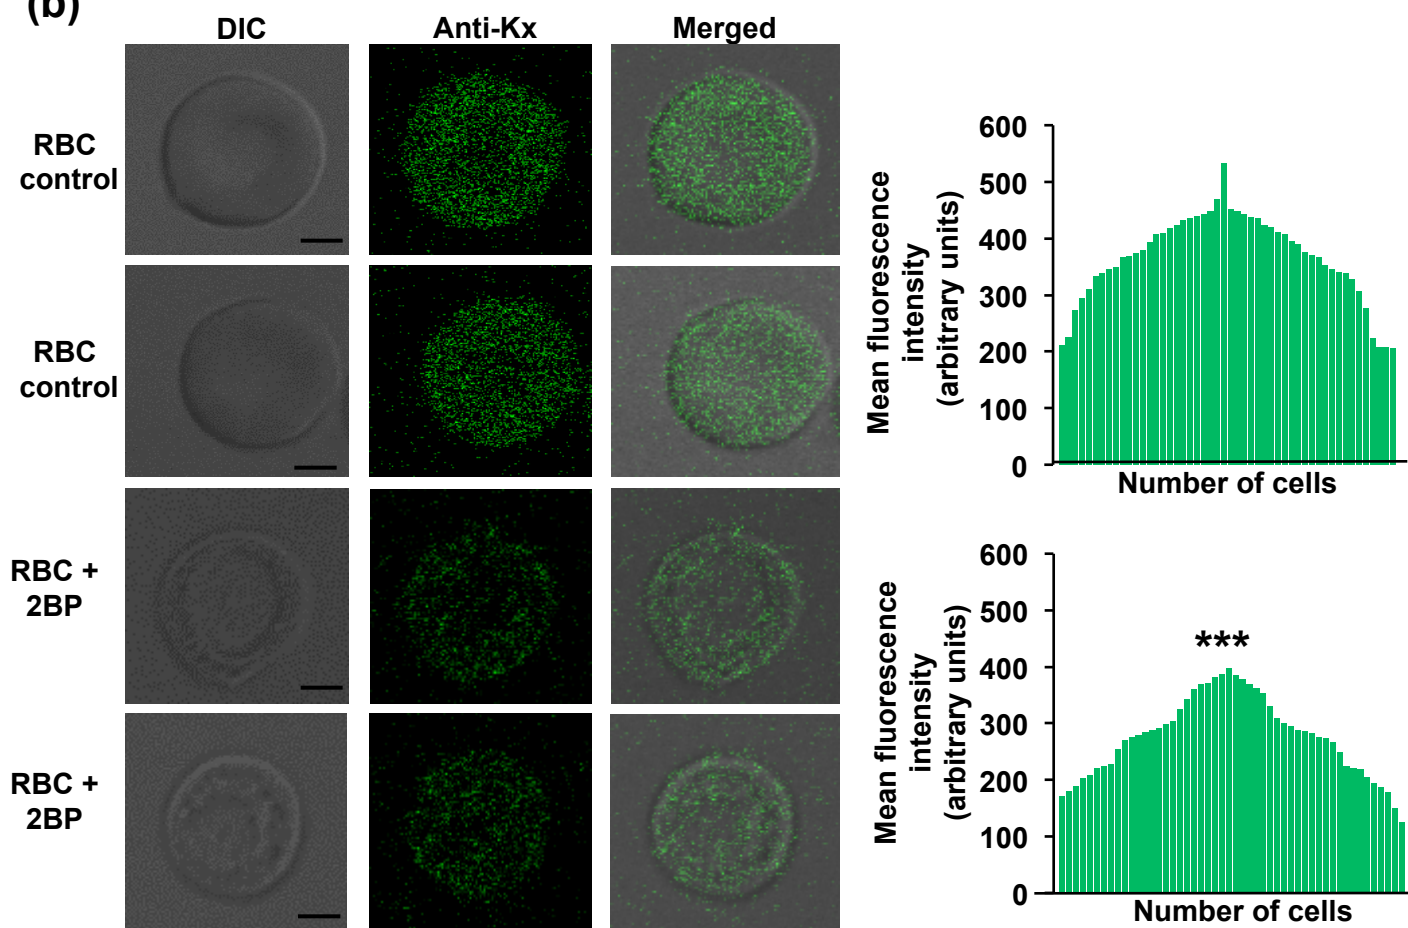 (b)
DIC
Anti-Kx
Merged
RBC
control
RBC
control
RBC +
2BP
RBC +
2BP
Mean fluorescence
intensity
(arbitrary units)
600
500
400
300
200
100
0
Number of cells
Mean fluorescence
intensity
(arbitrary units)
600
500
400
300
200
100
0
***
Number of cells